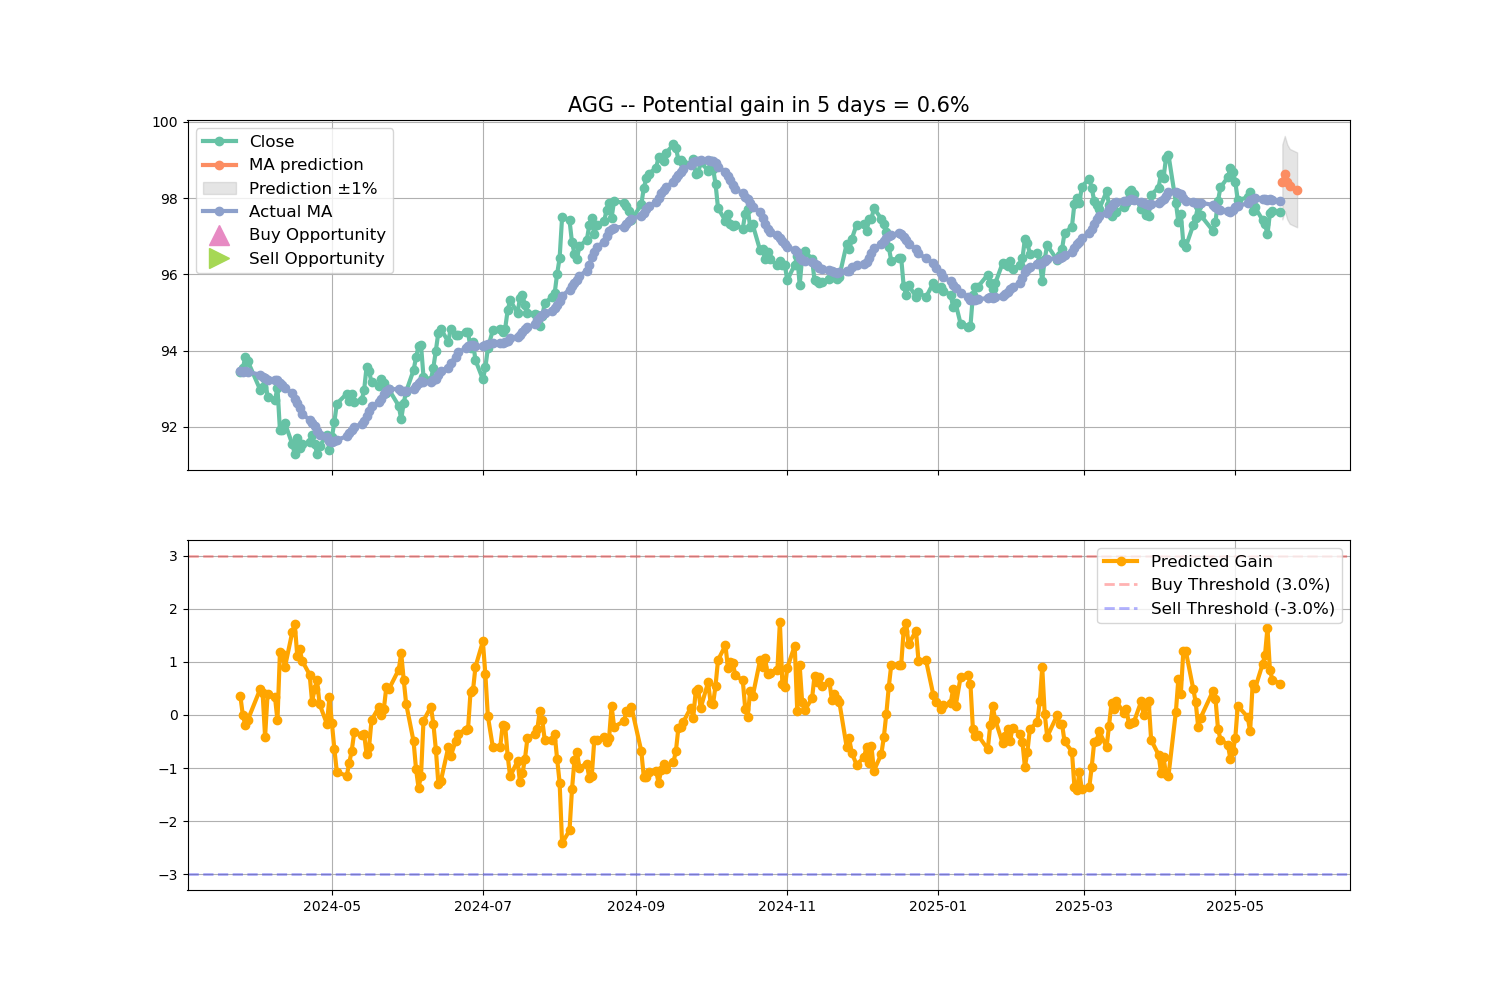 AGG -- Potential gain in 5 days = 0.6%
100
98
96
94
92
Close
MA prediction
Prediction ±1%
Actual MA
Buy Opportunity
Sell Opportunity
3
2
1
0
−1
−2
−3
Predicted Gain
Buy Threshold (3.0%)
Sell Threshold (-3.0%)
2024-05
2024-07
2024-09
2024-11
2025-01
2025-03
2025-05